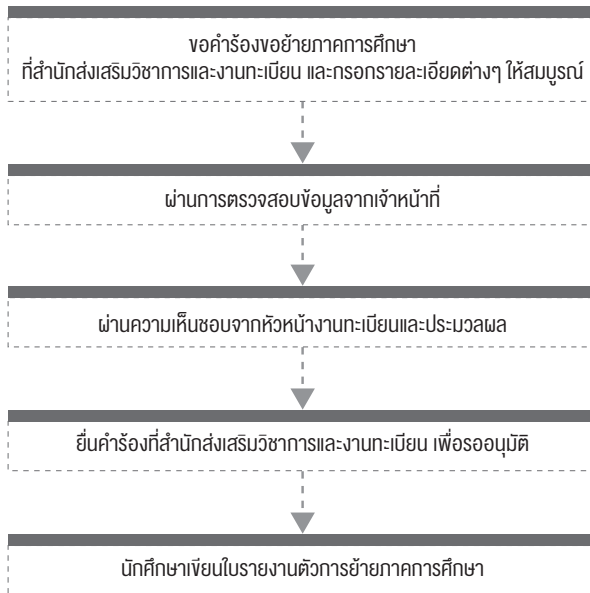 ขอคำร้องขอย้ายภาคการศึกษา
ที่สำนักส่งเสริมวิชาการและงานทะเบียน และกรอกรายละเอียดต่างๆ ให้สมบูรณ์
ผ่านการตรวจสอบข้อมูลจากเจ้าหน้าที่
ผ่านความเห็นชอบจากหัวหน้างานทะเบียนและประมวลผล
ยื่นคำร้องที่สำนักส่งเสริมวิชาการและงานทะเบียน เพื่อรออนุมัติ
นักศึกษาเขียนใบรายงานตัวการย้ายภาคการศึกษา